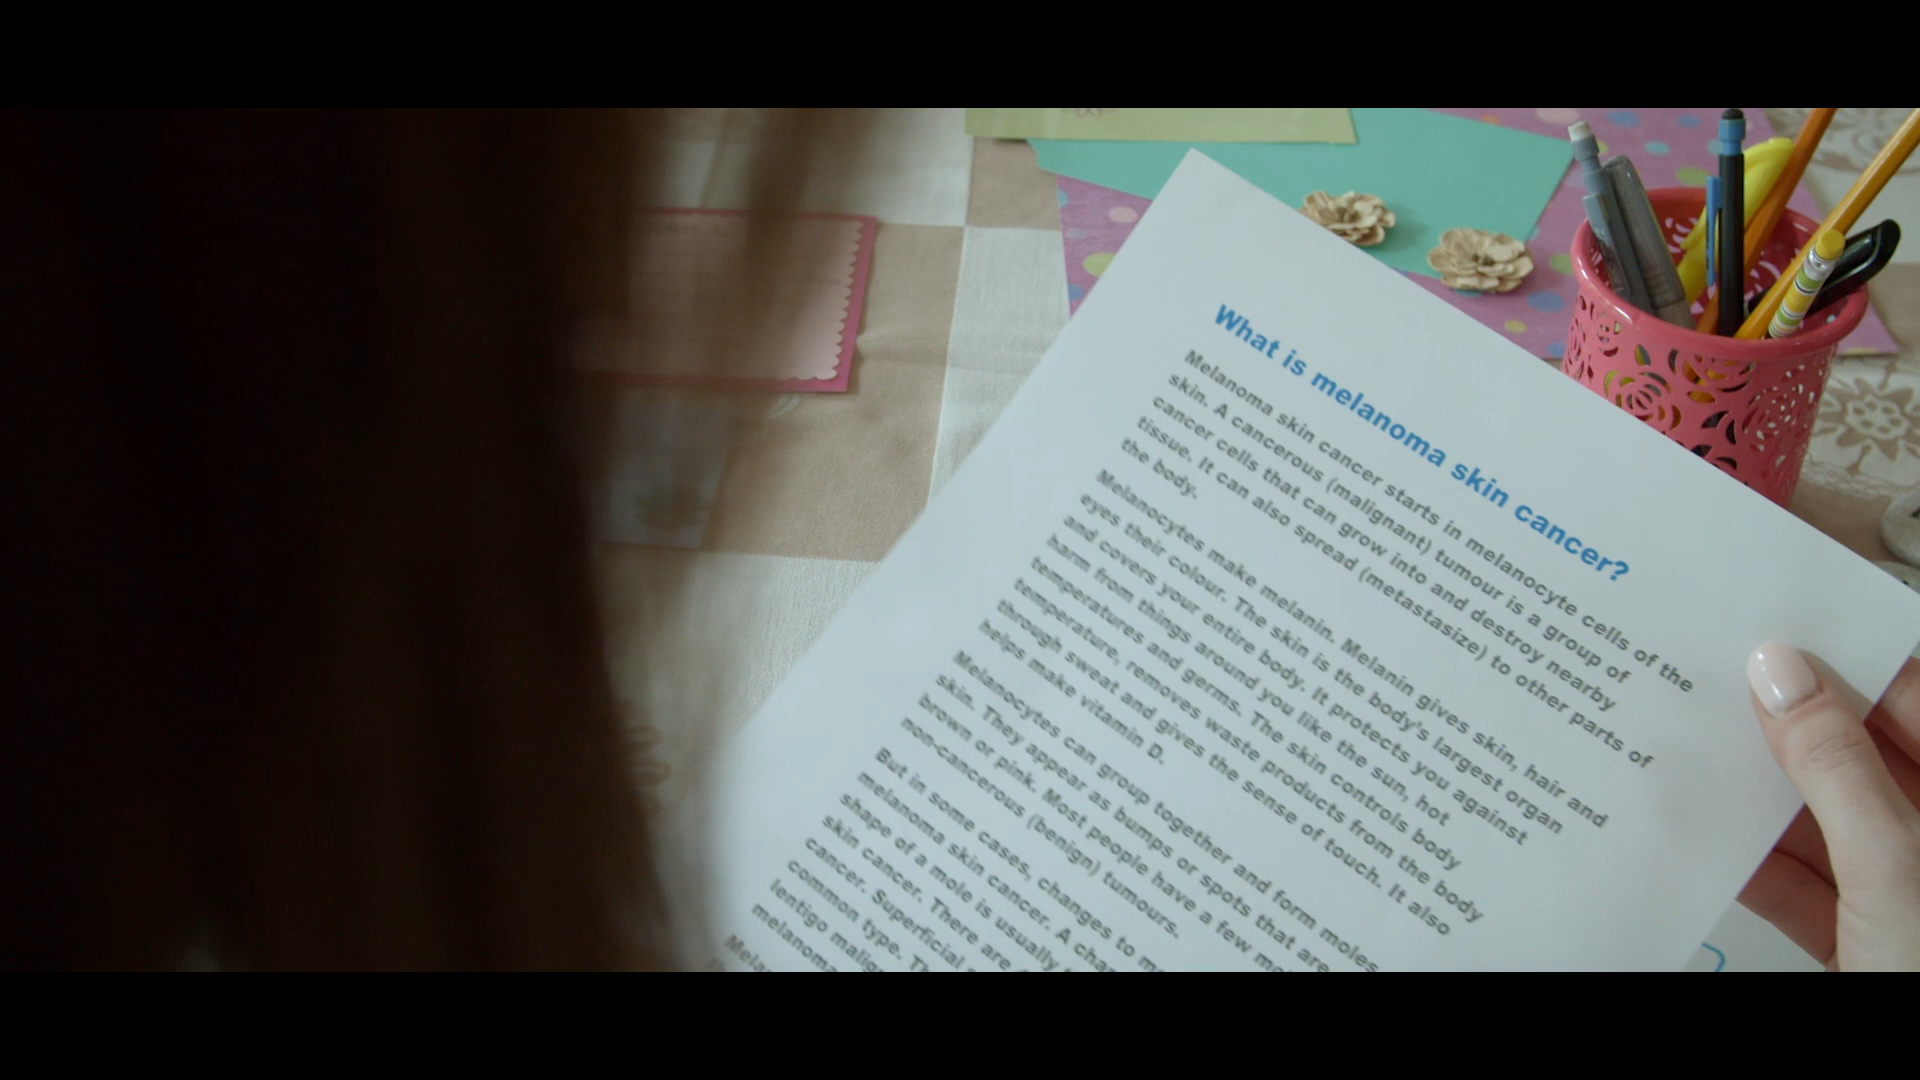 What is melanoma skin cancer?
Melanoma skin cancer starts in melanocyte cells of the
skin. A cancerous (malignant) tumour is a group of
cancer cells that can grow into and destroy nearby
tissue. It can also spread (metastasize) to other parts of
the body.
Melanocytes make melanin. Melanin gives skin, hair and
eyes their colour. The skin is the body's largest organ
and covers your entire body. It protects you against
harm from things around you like the sun, hot
temperatures and germs. The skin controls body
temperature, removes waste products from the body
through sweat and gives the sense of touch. It also
helps make vitamin D.
Melanocytes can group together and form moles
skin. They appear as bumps or spots that are
brown or pink. Most people have a few
non-cancerous (benign) tumours.
But in some cases, changes to
melanoma skin cancer. A
shape of a mole is usually
skin cancer. There are
cancer. Superficial
common type.
lentigo
melanoma